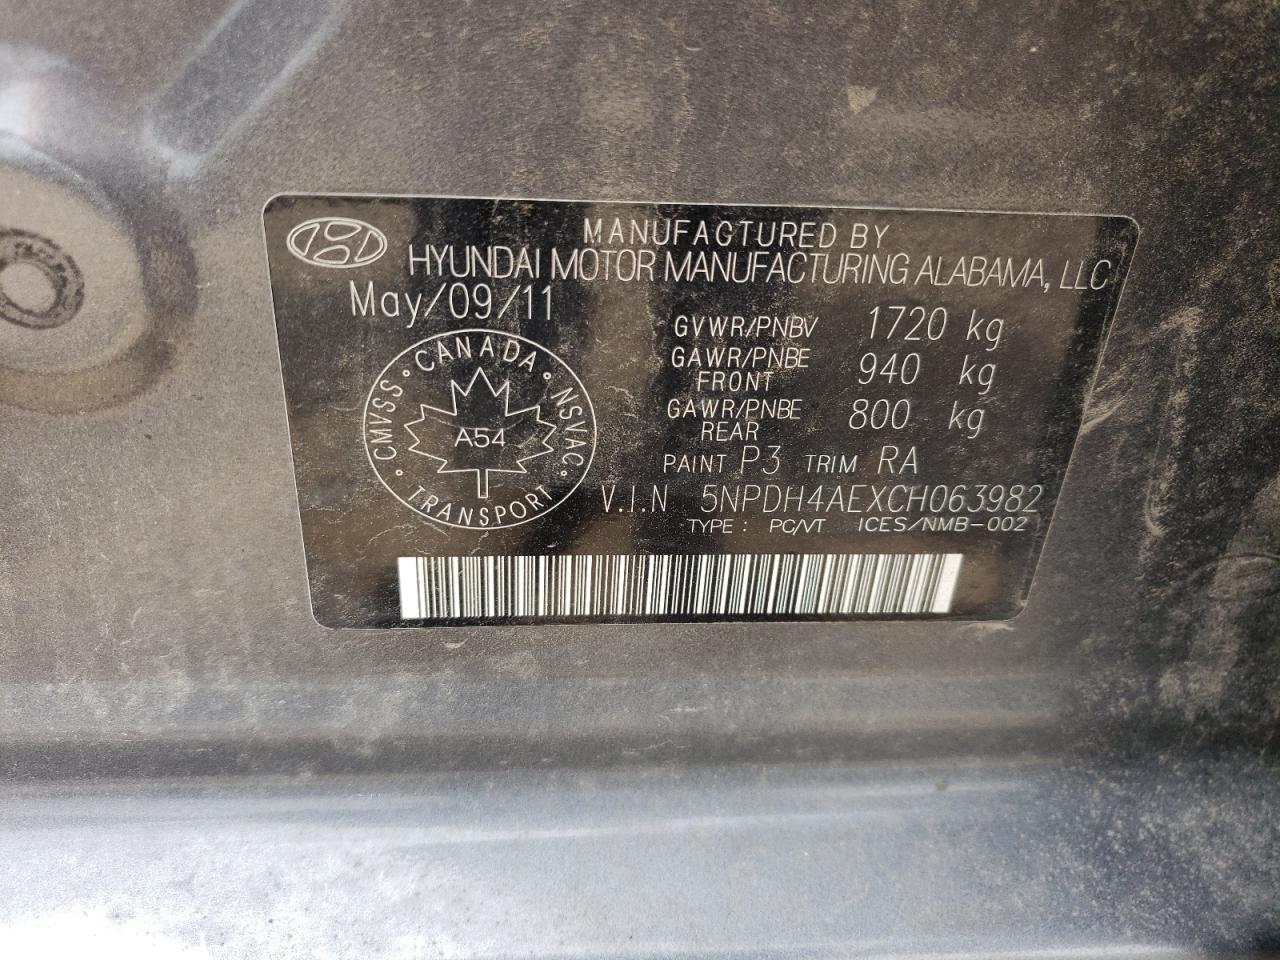 MANUFACTURED BY
HYUNDAI MOTOR MANUFACTURING ALABAMA, LLC
May/09/11
GVWR/PNBV 1720 kg
GAWR/PNBE FRONT 940 kg
GAWR/PNBE REAR 800 kg
PAINT P3 TRIM RA
CANADA · NSVAC · TRANSPORT · CMVSS ·
A54
V.I.N 5NPDH4AEXCH063982
TYPE: PC/VT ICES/NMB-002